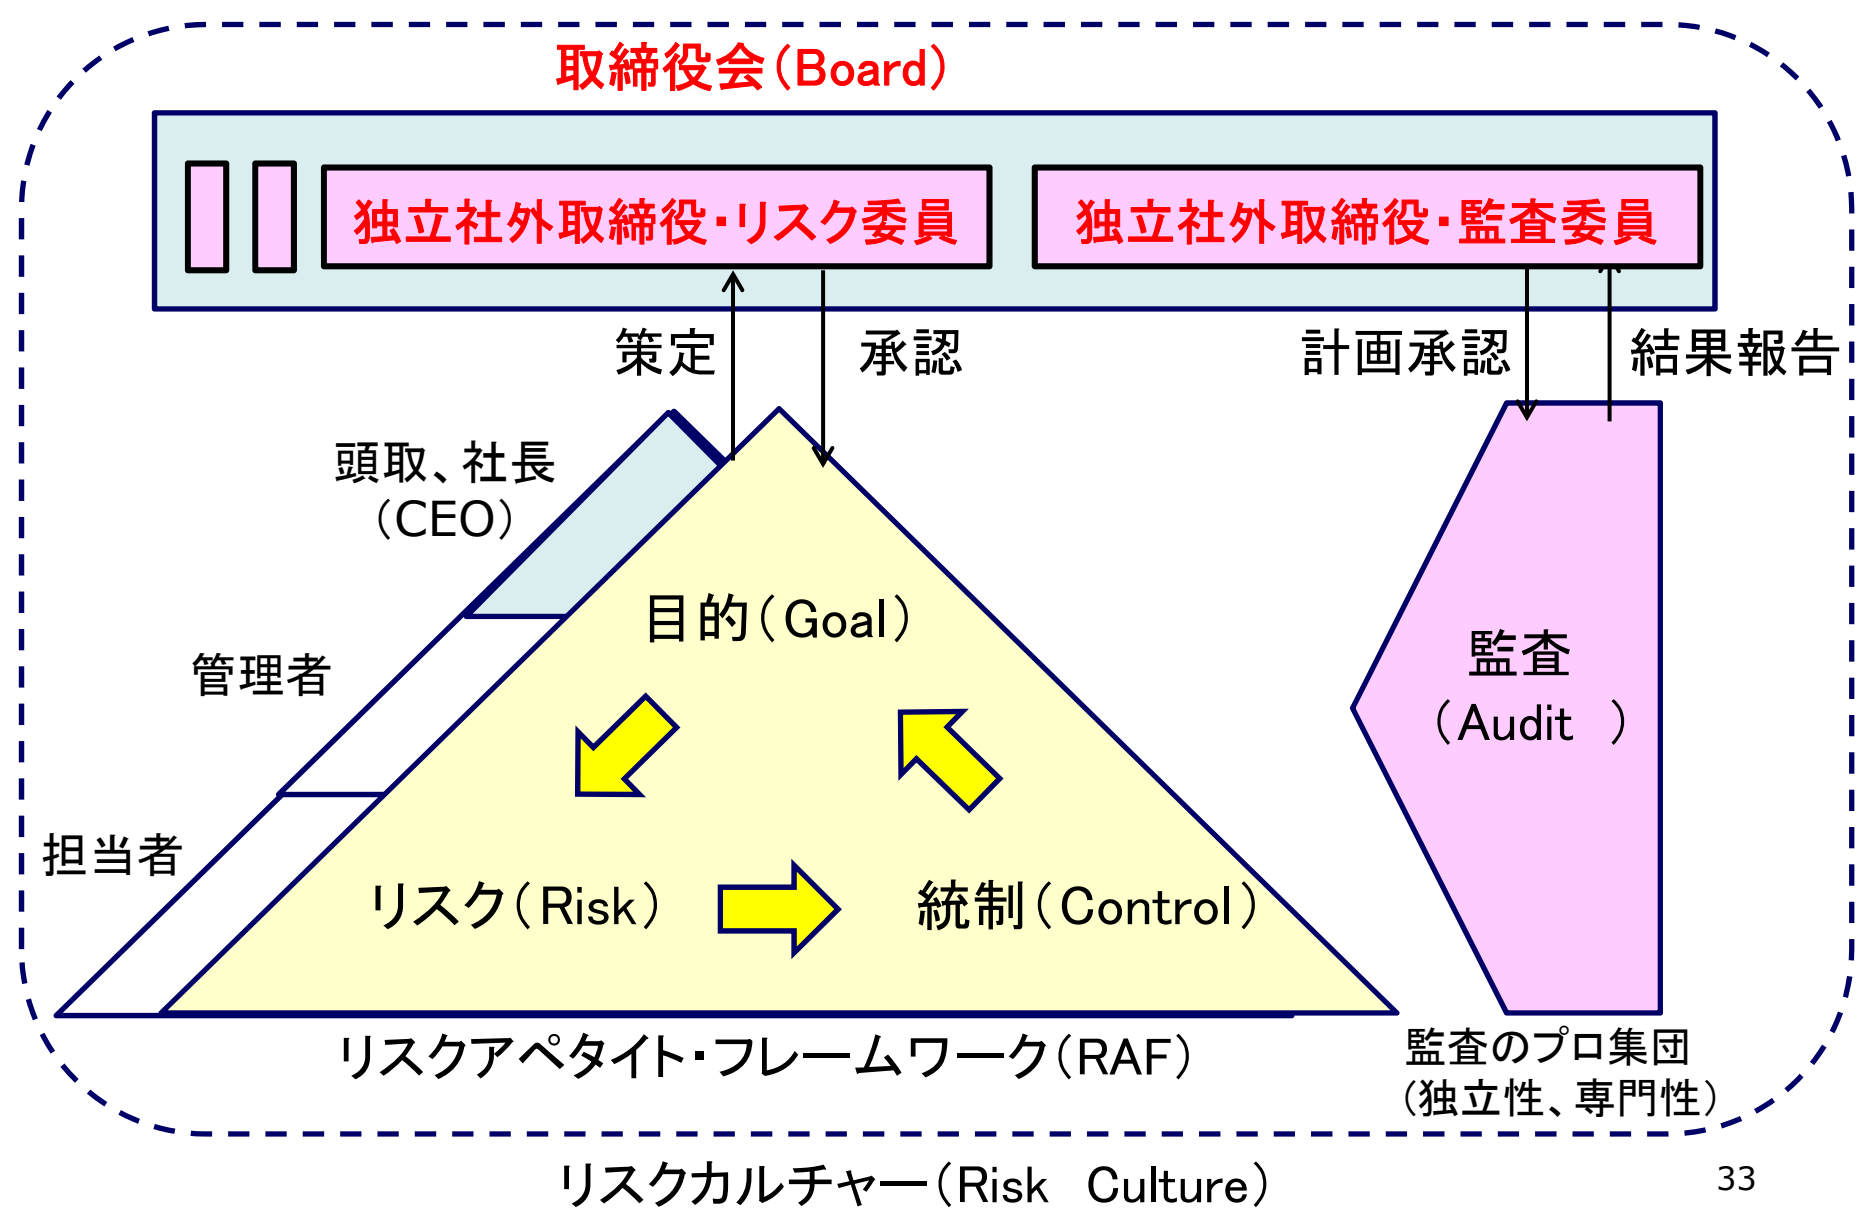 取締役会(Board)
独立社外取締役・リスク委員
独立社外取締役・監査委員
策定
承認
計画承認
結果報告
頭取、社長
(CEO)
目的(Goal)
管理者
監査
(Audit )
担当者
リスク(Risk)
統制(Control)
リスクアペタイト・フレームワーク(RAF)
監査のプロ集団
(独立性、専門性)
リスクカルチャー(Risk Culture)
33